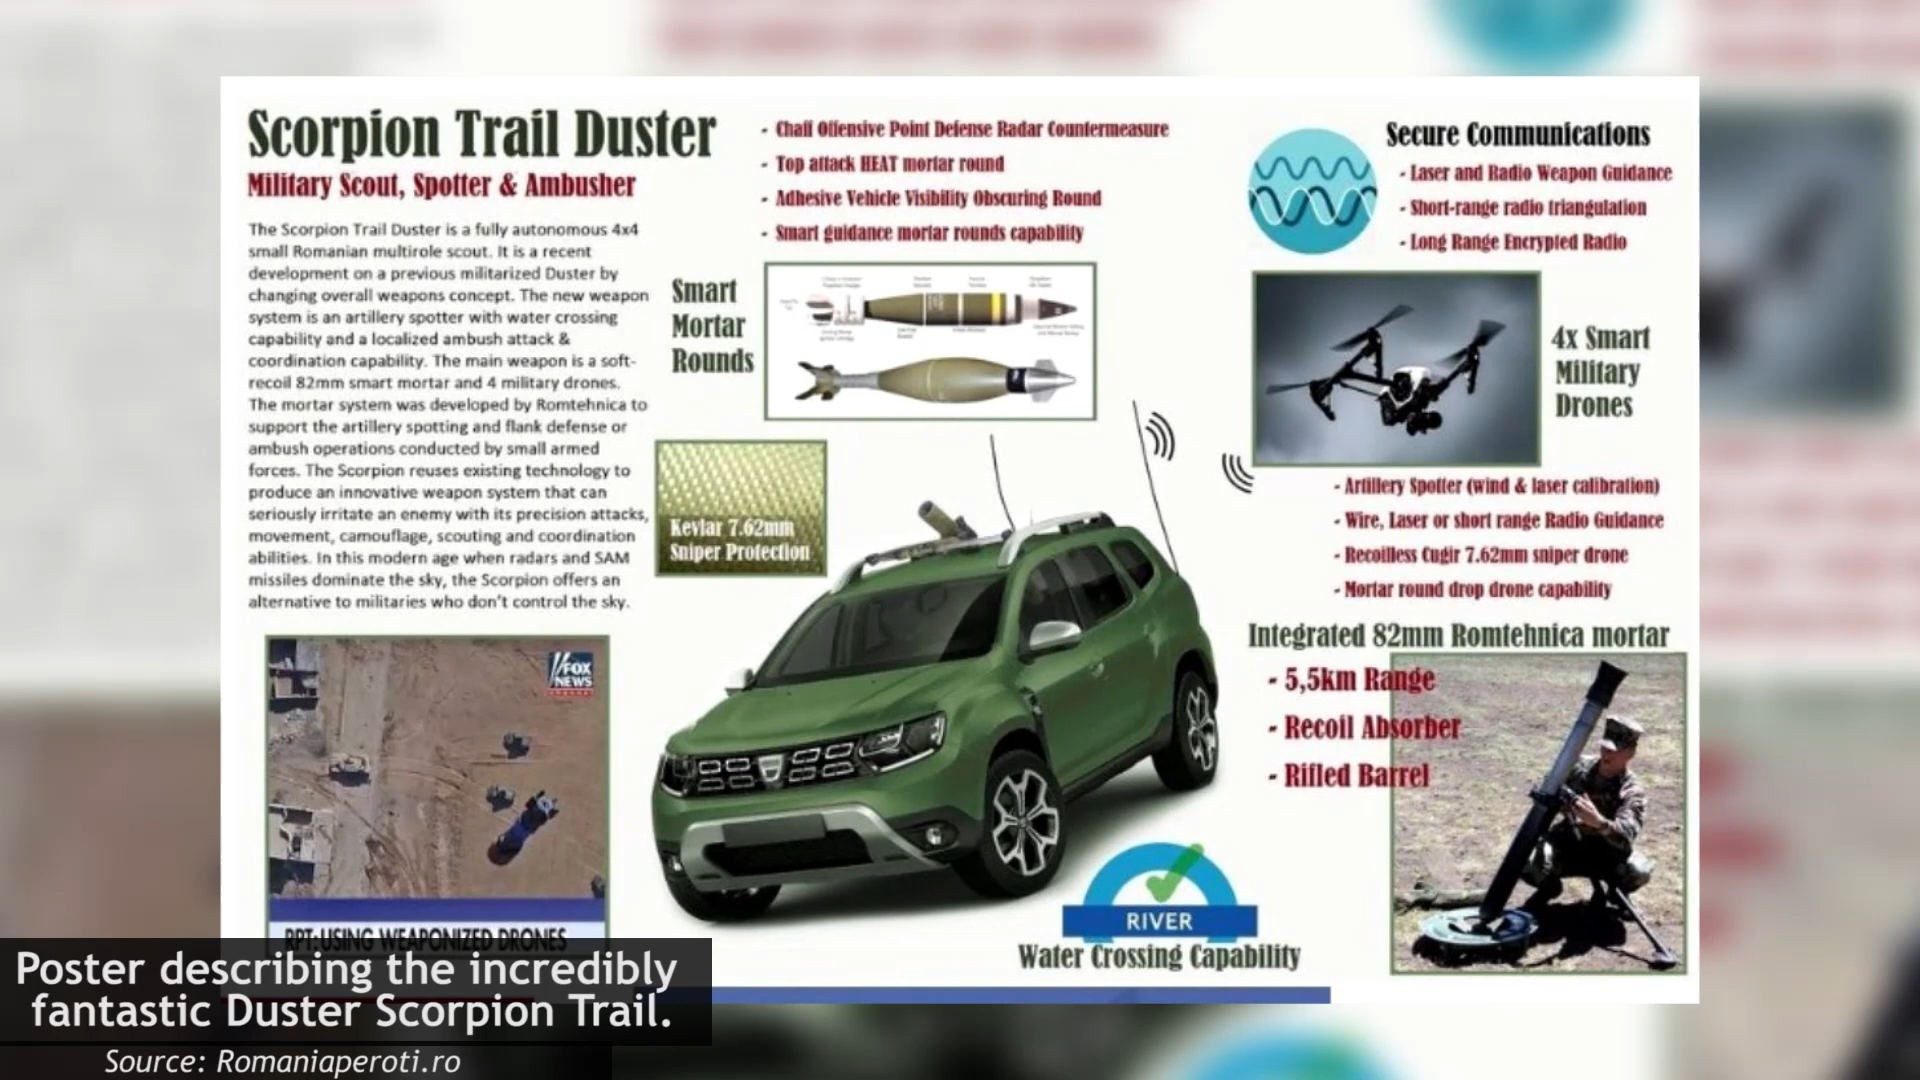 Scorpion Trail Duster
Military Scout, Spotter & Ambusher
The Scorpion Trail Duster is a fully autonomous 4x4
small Romanian multirole scout. It is a recent
development on a previous militarized Duster by
changing overall weapons concept. The new weapon
system is an artillery spotter with water crossing
capability and a localized ambush attack &
coordination capability. The main weapon is a soft-
recoil 82mm smart mortar and 4 military drones.
The mortar system was developed by Romtehnica to
support the artillery spotting and flank defense or
ambush operations conducted by small armed
forces. The Scorpion reuses existing technology to
produce an innovative weapon system that can
seriously irritate an enemy with its precision attacks,
movement, camouflage, scouting and coordination
abilities. In this modern age when radars and SAM
missiles dominate the sky, the Scorpion offers an
alternative to militaries who don't control the sky.
- Chaff Offensive Point Defense Radar Countermeasure
- Top attack HEAT mortar round
- Adhesive Vehicle Visibility Obscuring Round
- Smart guidance mortar rounds capability
Smart
Mortar
Rounds
Kevlar 7.62mm
Sniper Protection
Secure Communications
- Laser and Radio Weapon Guidance
- Short-range radio triangulation
- Long Range Encrypted Radio
4x Smart
Military
Drones
- Artillery Spotter (wind & laser calibration)
- Wire, Laser or short range Radio Guidance
- Recoilless Cugir 7.62mm sniper drone
- Mortar round drop drone capability
Integrated 82mm Romtehnica mortar
- 5,5km Range
- Recoil Absorber
- Rifled Barrel
FOX
NEWS
channel
RPT: USING WEAPONIZED DRONES
RIVER
Water Crossing Capability
Poster describing the incredibly
fantastic Duster Scorpion Trail.
Source: Romaniaperoti.ro